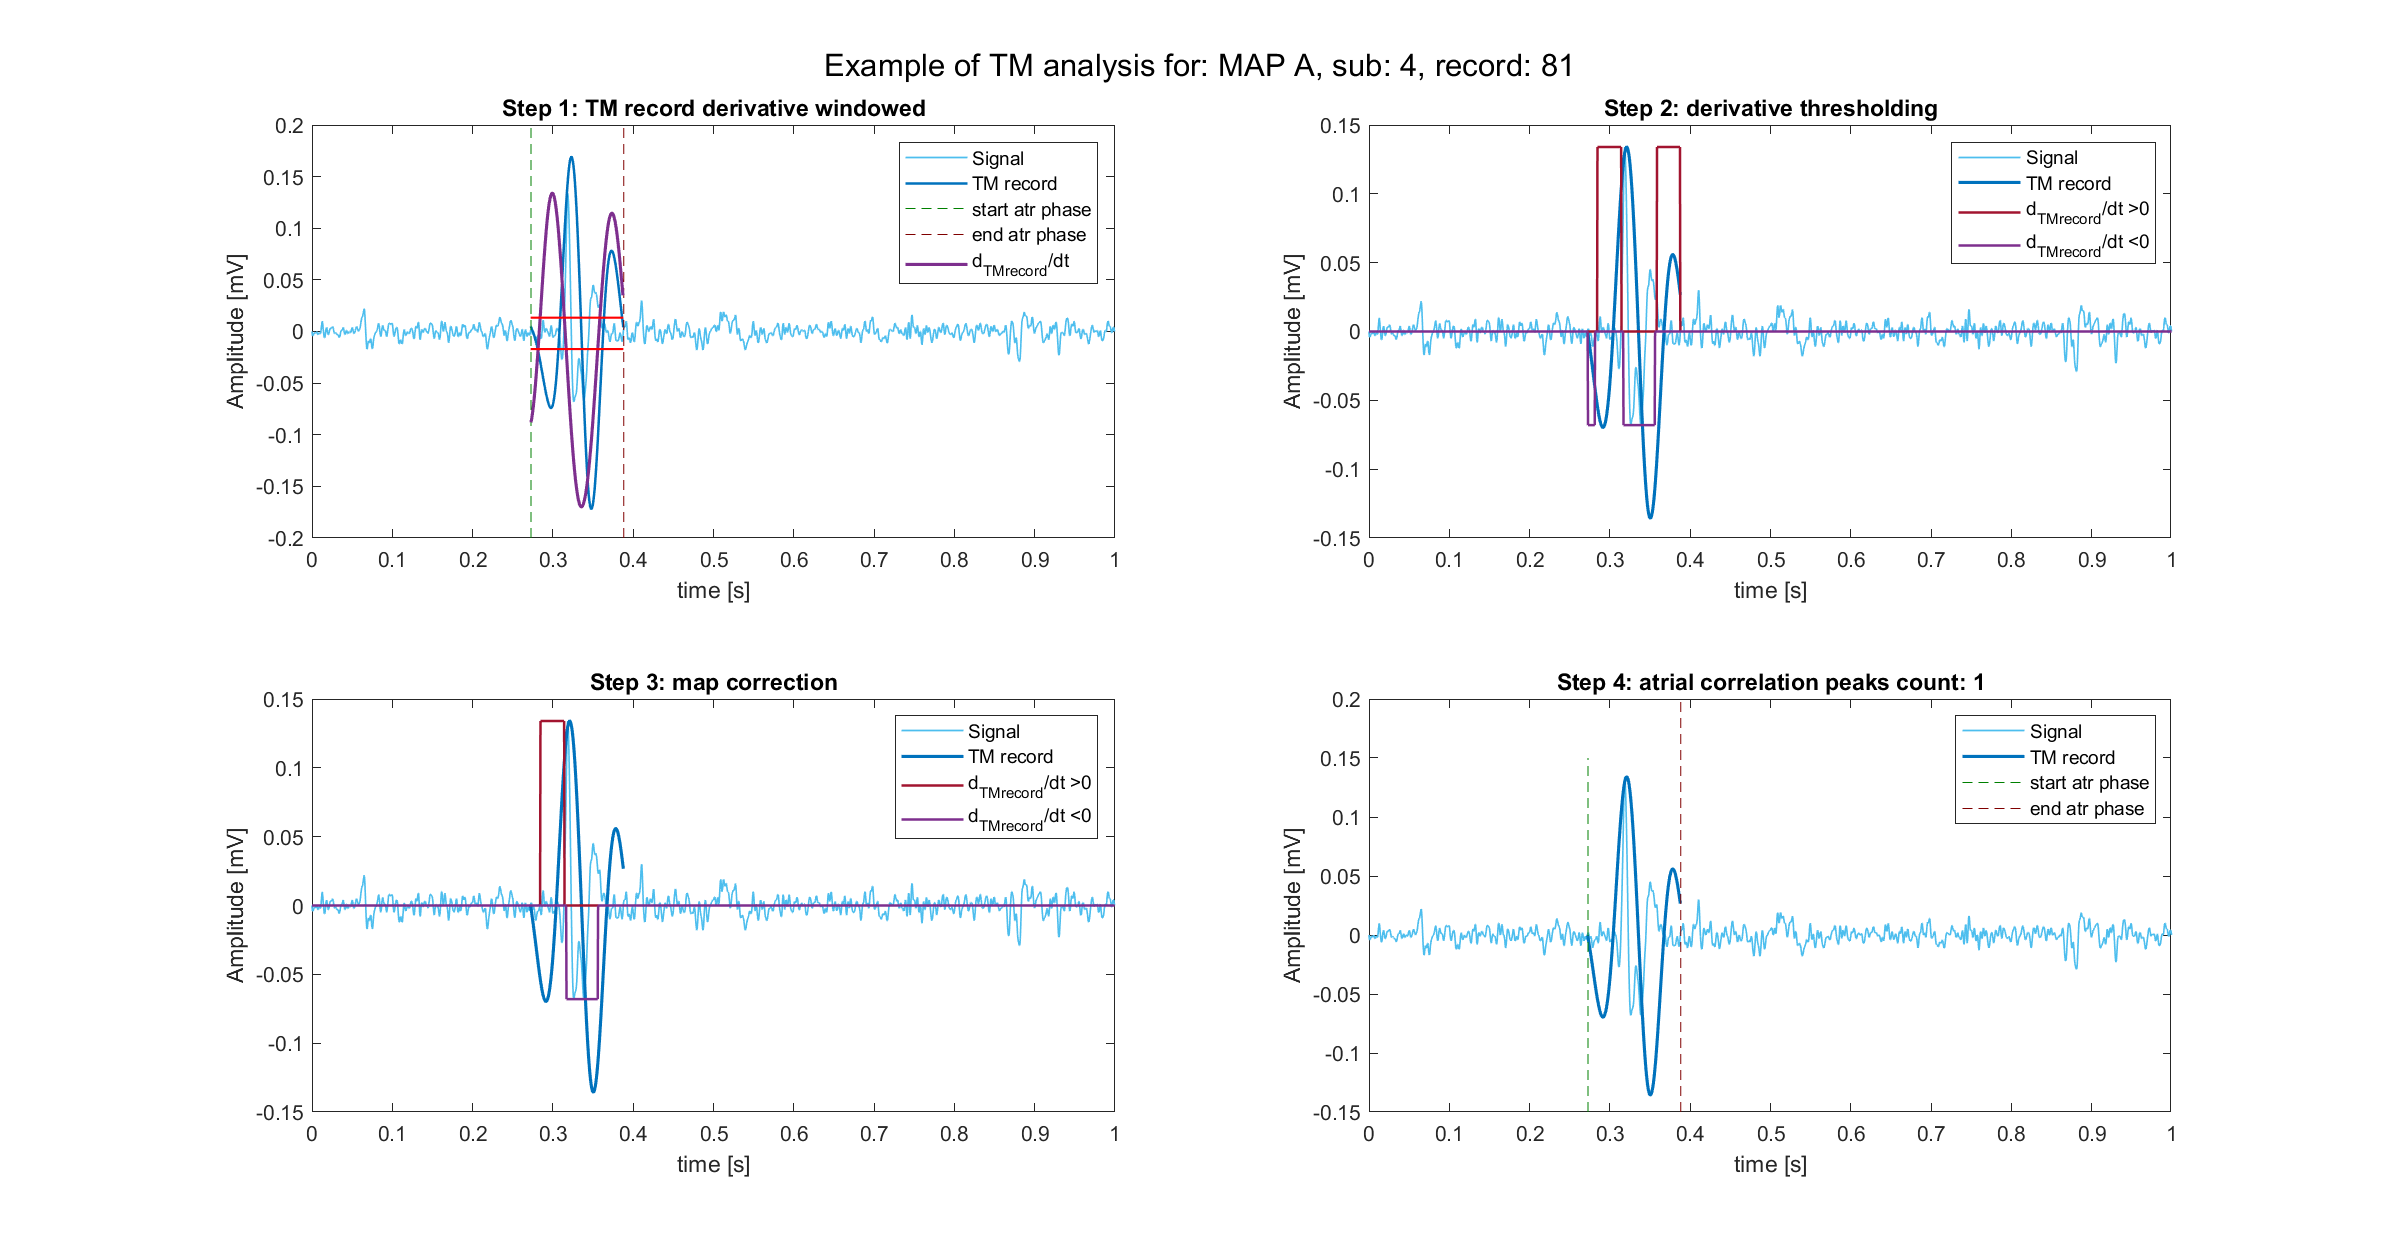 Example of TM analysis for: MAP A, sub: 4, record: 81
Step 1: TM record derivative windowed
0.2
0.15
0.1
0.05
0
-0.05
-0.1
-0.15
-0.2
Amplitude [mV]
0 0.1 0.2 0.3 0.4 0.5 0.6 0.7 0.8 0.9 1
time [s]
Signal
TM record
start atr phase
end atr phase
dTMrecord/dt
Step 2: derivative thresholding
0.15
0.1
0.05
0
-0.05
-0.1
-0.15
Amplitude [mV]
0 0.1 0.2 0.3 0.4 0.5 0.6 0.7 0.8 0.9 1
time [s]
Signal
TM record
dTMrecord/dt >0
dTMrecord/dt <0
Step 3: map correction
0.15
0.1
0.05
0
-0.05
-0.1
-0.15
Amplitude [mV]
0 0.1 0.2 0.3 0.4 0.5 0.6 0.7 0.8 0.9 1
time [s]
Signal
TM record
dTMrecord/dt >0
dTMrecord/dt <0
Step 4: atrial correlation peaks count: 1
0.2
0.15
0.1
0.05
0
-0.05
-0.1
-0.15
Amplitude [mV]
0 0.1 0.2 0.3 0.4 0.5 0.6 0.7 0.8 0.9 1
time [s]
Signal
TM record
start atr phase
end atr phase